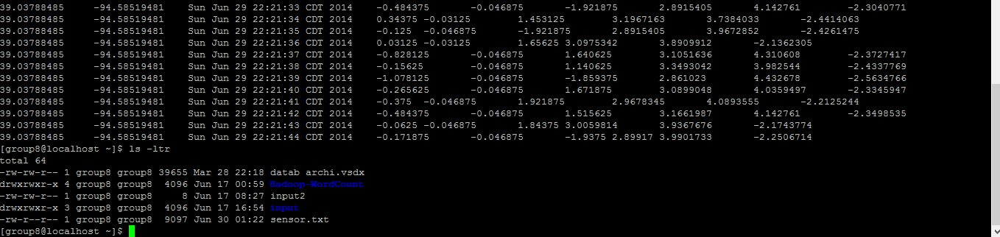 39.03788485     -94.58519481    Sun Jun 29 22:21:33 CDT 2014    -0.484375       -0.046875       -1.921875       2.8915405       4.142761        -2.3040771
39.03788485     -94.58519481    Sun Jun 29 22:21:34 CDT 2014    0.34375 -0.03125        1.453125        3.1967163       3.7384033       -2.4414063
39.03788485     -94.58519481    Sun Jun 29 22:21:35 CDT 2014    -0.125  -0.046875       -1.921875       2.8915405       3.9672852       -2.4261475
39.03788485     -94.58519481    Sun Jun 29 22:21:36 CDT 2014    0.03125 -0.03125        1.65625 3.0975342       3.8909912       -2.1362305
39.03788485     -94.58519481    Sun Jun 29 22:21:37 CDT 2014    -0.828125       -0.046875       1.640625        3.1051636       4.310608        -2.3727417
39.03788485     -94.58519481    Sun Jun 29 22:21:38 CDT 2014    -0.15625        -0.046875       1.140625        3.3493042       3.982544        -2.4337769
39.03788485     -94.58519481    Sun Jun 29 22:21:39 CDT 2014    -1.078125       -0.046875       -1.859375       2.861023        4.432678        -2.5634766
39.03788485     -94.58519481    Sun Jun 29 22:21:40 CDT 2014    -0.265625       -0.046875       1.671875        3.0899048       4.0359497       -2.3345947
39.03788485     -94.58519481    Sun Jun 29 22:21:41 CDT 2014    -0.375  -0.046875       1.921875        2.9678345       4.0893555       -2.2125244
39.03788485     -94.58519481    Sun Jun 29 22:21:42 CDT 2014    -0.484375       -0.046875       1.515625        3.1661987       4.142761        -2.3498535
39.03788485     -94.58519481    Sun Jun 29 22:21:43 CDT 2014    -0.0625 -0.046875       1.84375 3.0059814       3.9367676       -2.1743774
39.03788485     -94.58519481    Sun Jun 29 22:21:44 CDT 2014    -0.171875       -0.046875       -1.9375 2.89917 3.9901733       -2.2506714
[group8@localhost ~]$ ls -ltr
total 64
-rw-rw-r-- 1 group8 group8 39655 Mar 28 22:18 datab archi.vsdx
drwxrwxr-x 4 group8 group8  4096 Jun 17 00:59 Hadoop-WordCount
-rw-rw-r-- 1 group8 group8     8 Jun 17 08:27 input2
drwxrwxr-x 3 group8 group8  4096 Jun 17 16:54 input
-rw-r--r-- 1 group8 group8  9097 Jun 30 01:22 sensor.txt
[group8@localhost ~]$